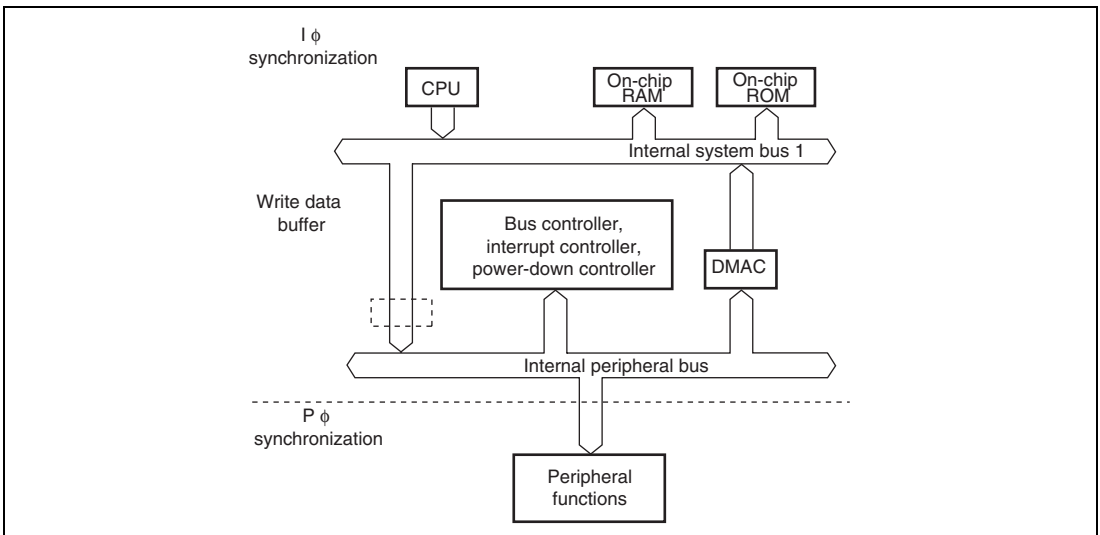 I φ
synchronization
CPU
On-chip
RAM
On-chip
ROM
Internal system bus 1
Write data
buffer
Bus controller,
interrupt controller,
power-down controller
DMAC
Internal peripheral bus
P φ
synchronization
Peripheral
functions